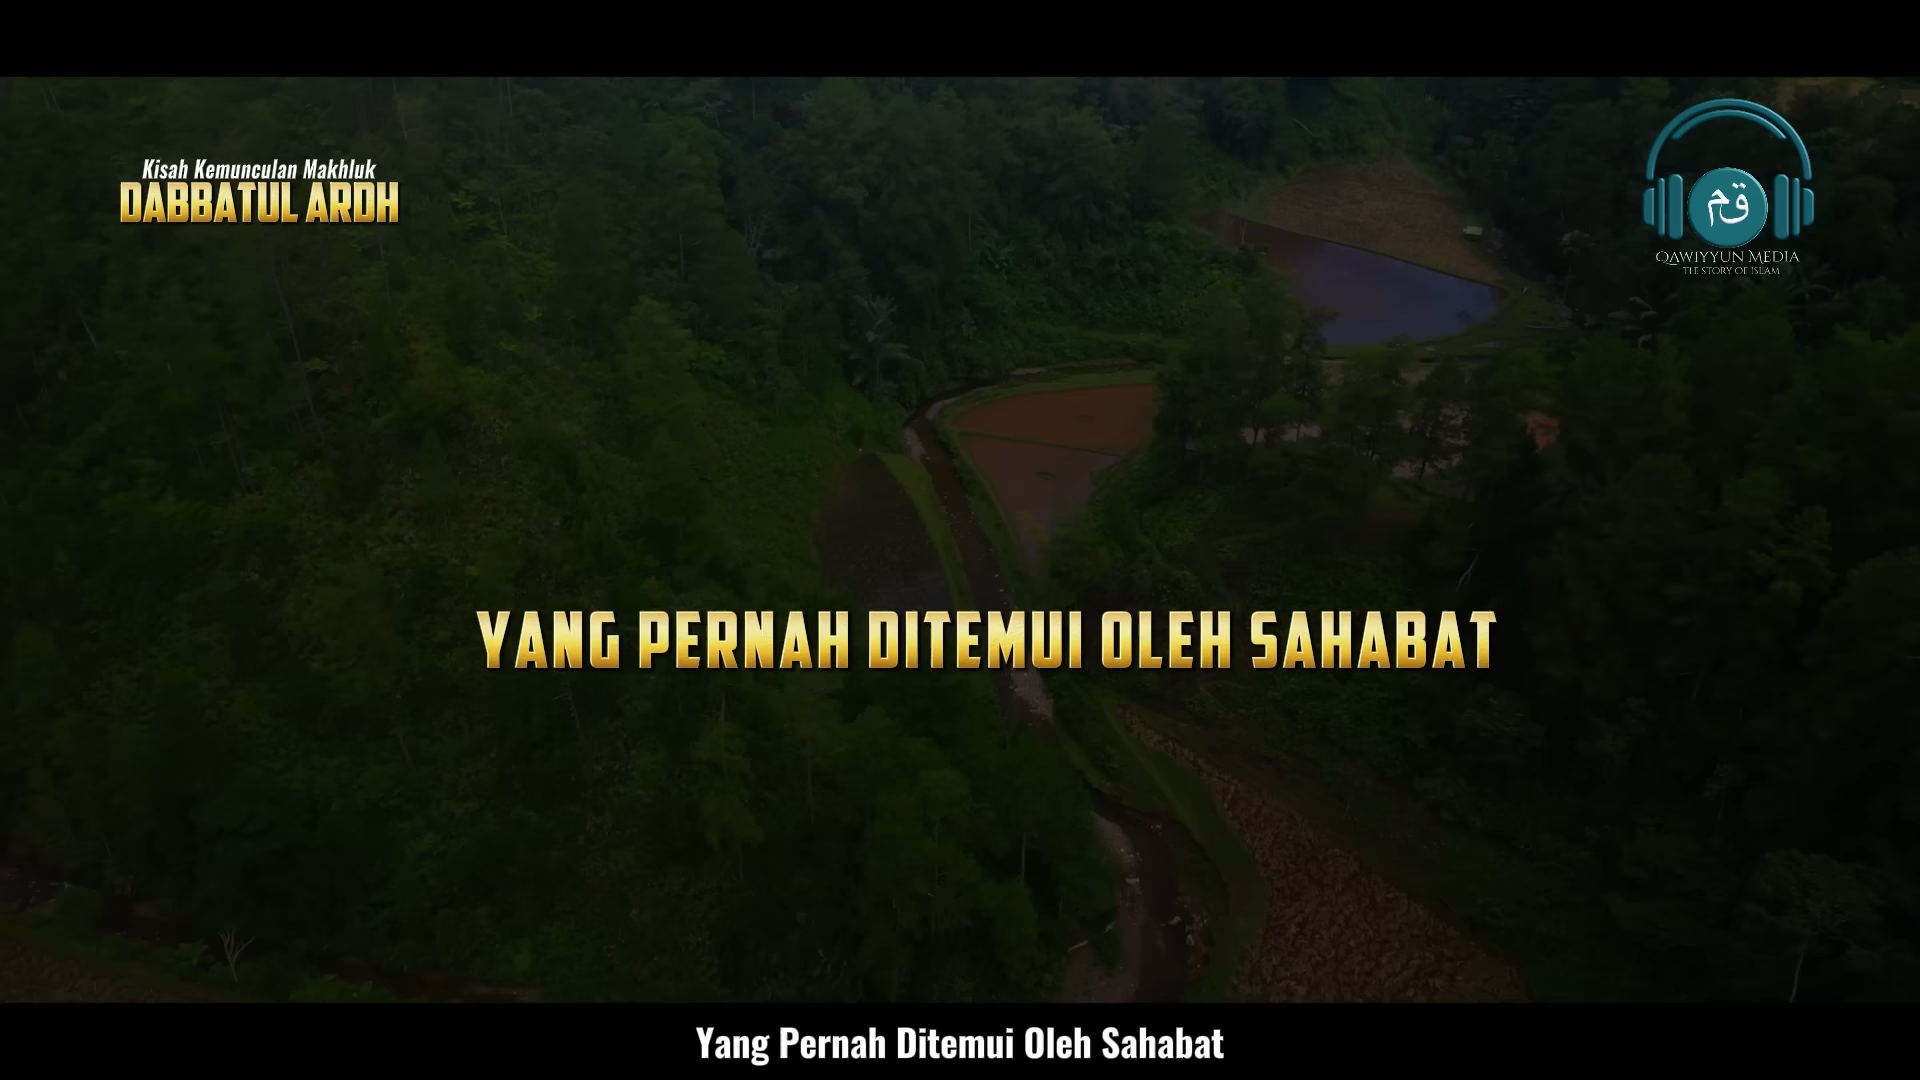 Kisah Kemunculan Makhluk
DABBATUL ARDH
قم
QAWIYYUN MEDIA
THE STORY OF ISLAM
YANG PERNAH DITEMUI OLEH SAHABAT
Yang Pernah Ditemui Oleh Sahabat